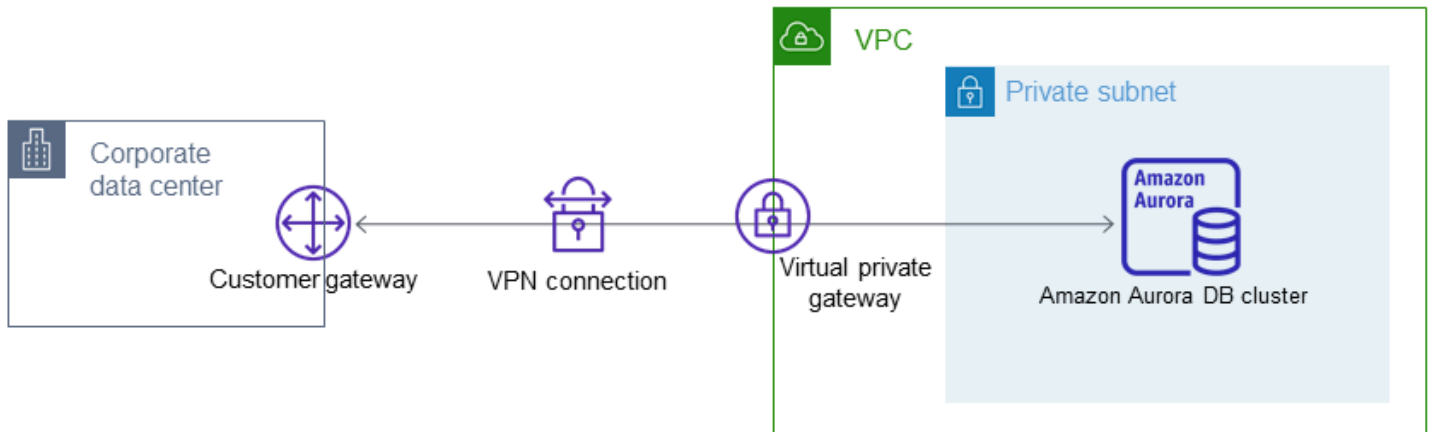 VPC
Private subnet
Corporate
data center
Amazon
Aurora
Customer gateway
VPN connection
Virtual private
gateway
Amazon Aurora DB cluster